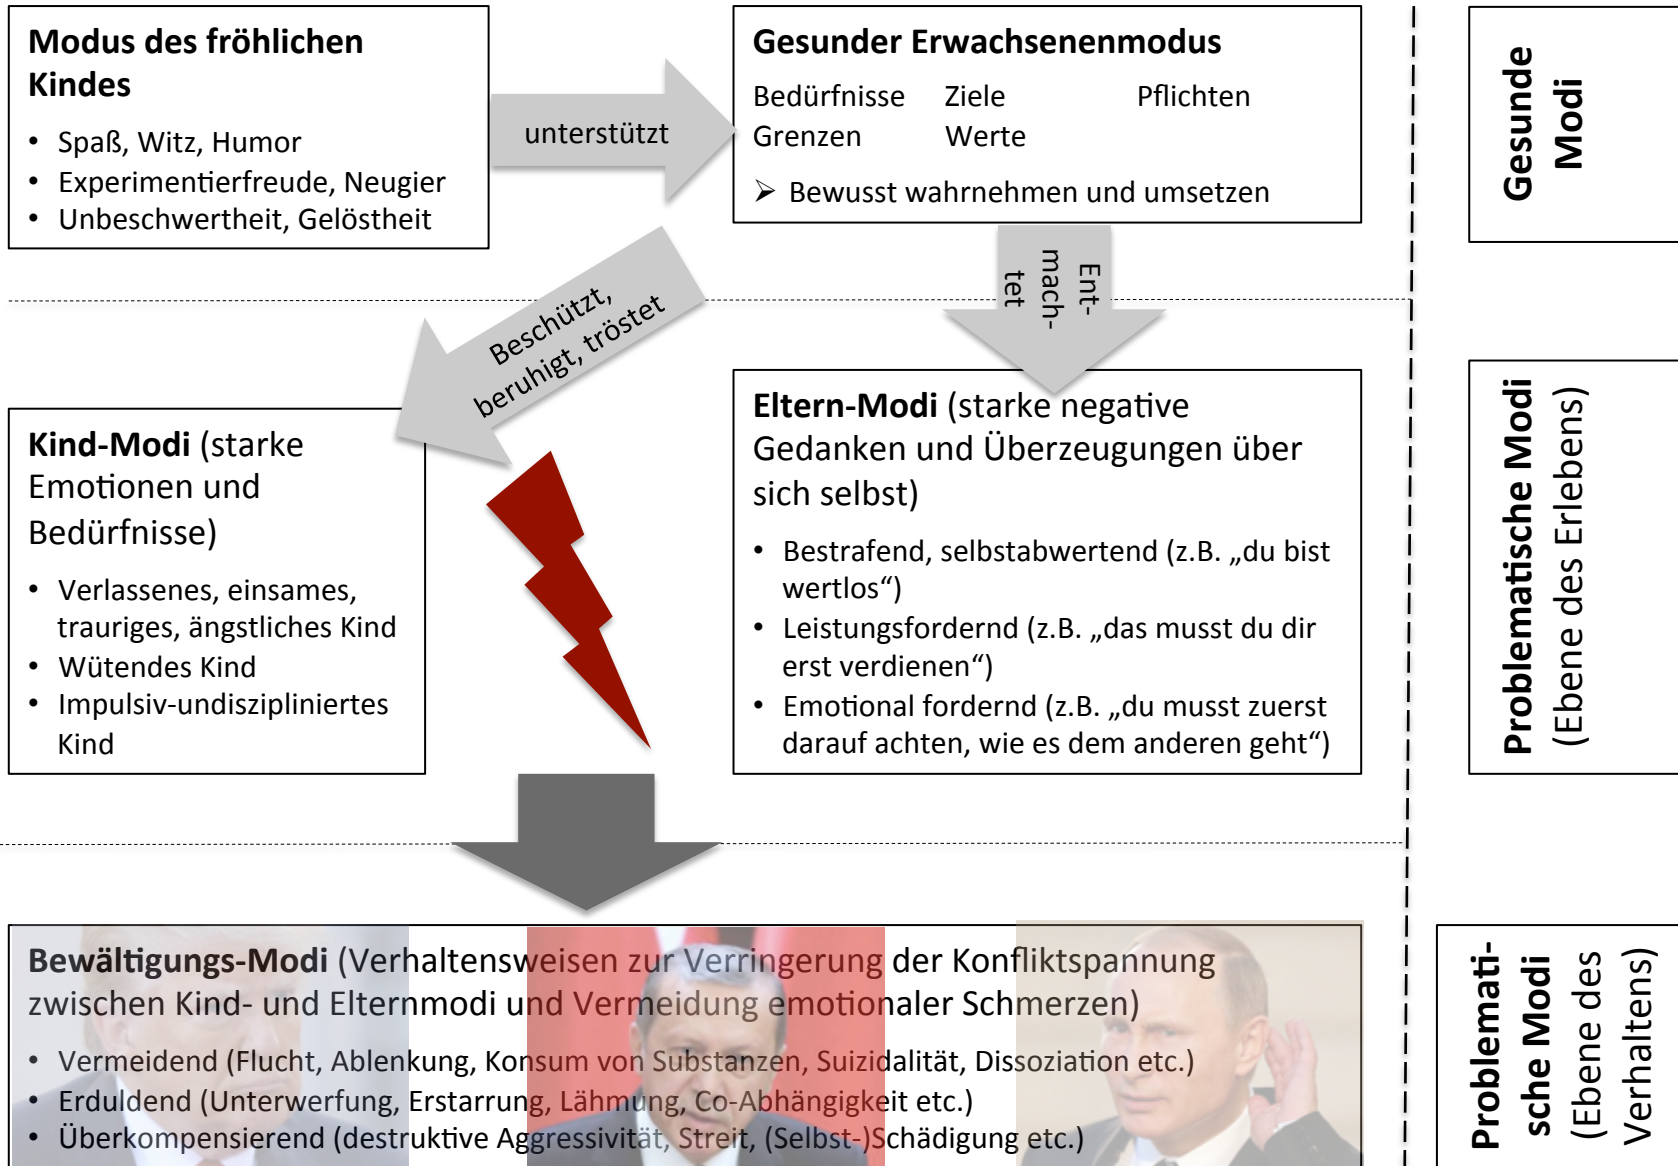 Modus des fröhlichen
Kindes
• Spaß, Witz, Humor
• Experimentierfreude, Neugier
• Unbeschwertheit, Gelöstheit
unterstützt
Gesunder Erwachsenenmodus
Bedürfnisse Ziele Pflichten
Grenzen Werte
➢ Bewusst wahrnehmen und umsetzen
Gesunde
Modi
Beschützt,
beruhigt, tröstet
Ent-
mach-
tet
Kind-Modi (starke
Emotionen und
Bedürfnisse)
• Verlassenes, einsames,
trauriges, ängstliches Kind
• Wütendes Kind
• Impulsiv-undiszipliniertes
Kind
Eltern-Modi (starke negative
Gedanken und Überzeugungen über
sich selbst)
• Bestrafend, selbstabwertend (z.B. „du bist
wertlos“)
• Leistungsfordernd (z.B. „das musst du dir
erst verdienen“)
• Emotional fordernd (z.B. „du musst zuerst
darauf achten, wie es dem anderen geht“)
Problematische Modi
(Ebene des Erlebens)
Bewältigungs-Modi (Verhaltensweisen zur Verringerung der Konfliktspannung
zwischen Kind- und Elternmodi und Vermeidung emotionaler Schmerzen)
• Vermeidend (Flucht, Ablenkung, Konsum von Substanzen, Suizidalität, Dissoziation etc.)
• Erduldend (Unterwerfung, Erstarrung, Lähmung, Co-Abhängigkeit etc.)
• Überkompensierend (destruktive Aggressivität, Streit, (Selbst-)Schädigung etc.)
Problemati-
sche Modi
(Ebene des
Verhaltens)